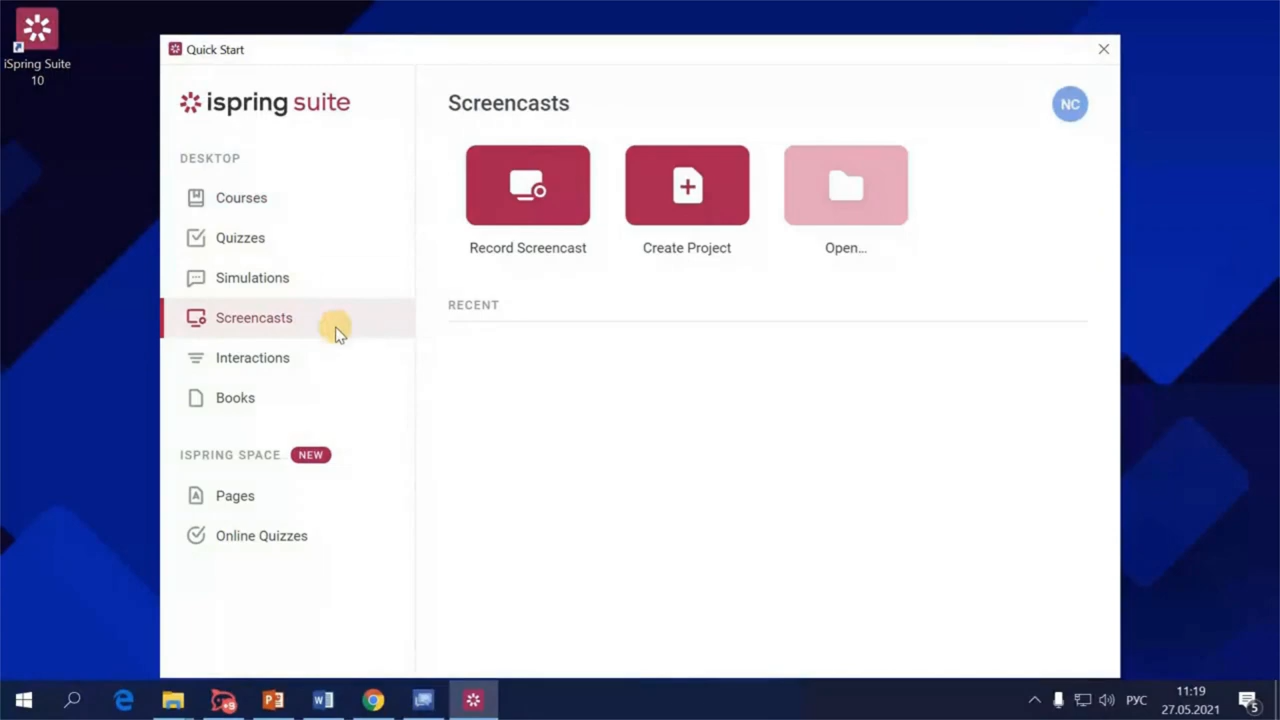 iSpring Suite
10
Quick Start
ispring suite
DESKTOP
Courses
Quizzes
Simulations
Screencasts
Interactions
Books
ISPRING SPACE NEW
Pages
Online Quizzes
Screencasts
NC
Record Screencast
Create Project
Open...
RECENT
+9
РУС
11:19
27.05.2021
5